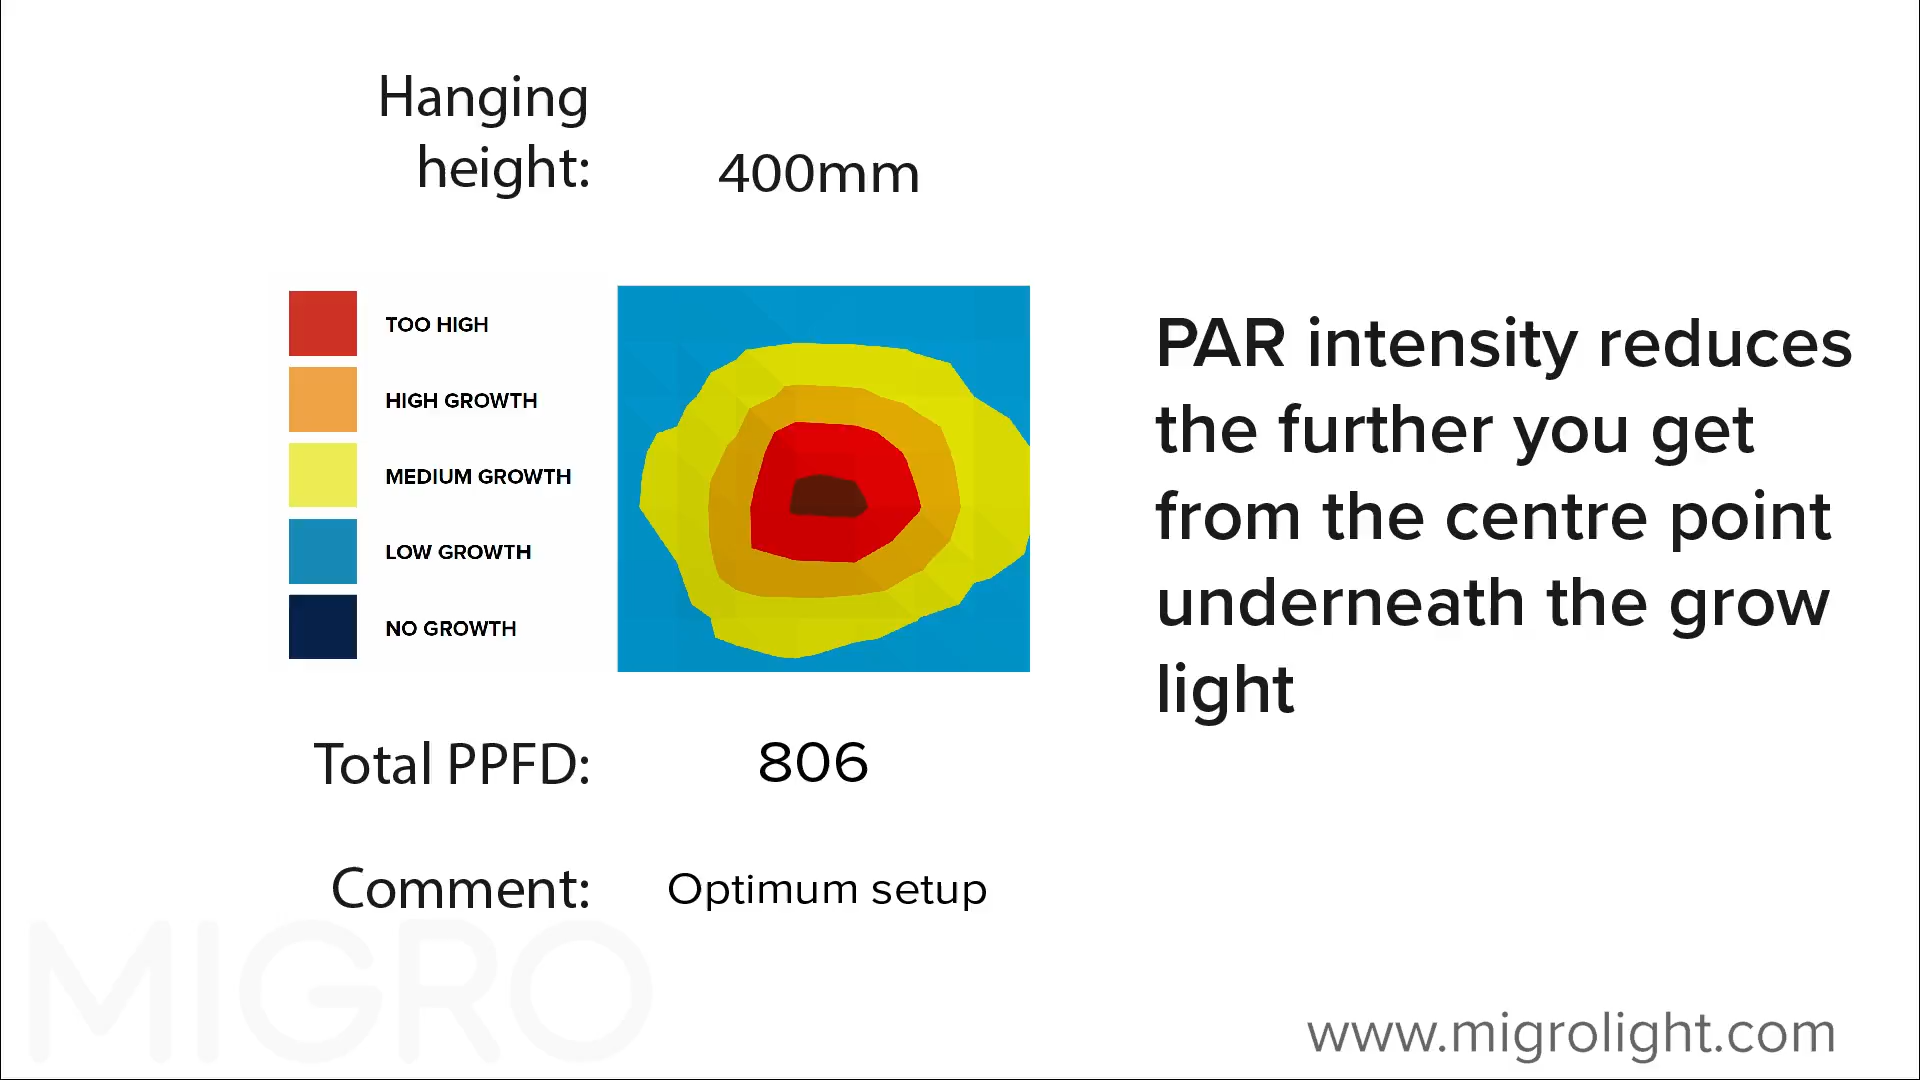 Hanging
height:
400mm
TOO HIGH
HIGH GROWTH
MEDIUM GROWTH
LOW GROWTH
NO GROWTH
PAR intensity reduces
the further you get
from the centre point
underneath the grow
light
Total PPFD:
806
Comment:
Optimum setup
MIGRO
www.migrolight.com